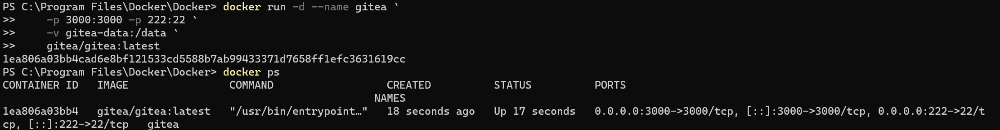 PS C:\Program Files\Docker\Docker> docker run -d --name gitea `
>>     -p 3000:3000 -p 222:22 `
>>     -v gitea-data:/data `
>>     gitea/gitea:latest
1ea806a03bb4cad6e8bf121533cd5588b7ab99433371d7658ff1efc3631619cc
PS C:\Program Files\Docker\Docker> docker ps
CONTAINER ID   IMAGE                COMMAND                  CREATED          STATUS          PORTS
                                                           NAMES
1ea806a03bb4   gitea/gitea:latest   "/usr/bin/entrypoint…"   18 seconds ago   Up 17 seconds   0.0.0.0:3000->3000/tcp, [::]:3000->3000/tcp, 0.0.0.0:222->22/t
cp, [::]:222->22/tcp   gitea